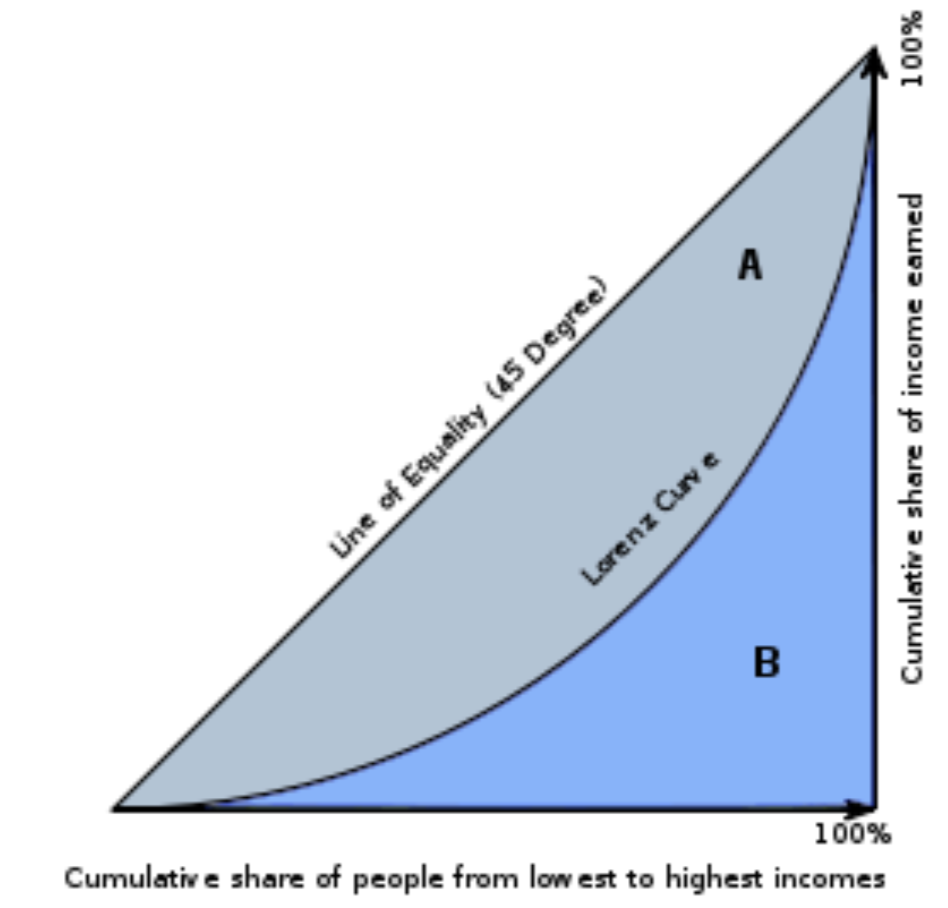 100%
A
Line of Equality (45 Degree)
Cumulative share of income earned
Lorenz Curve
B
100%
Cumulative share of people from lowest to highest incomes